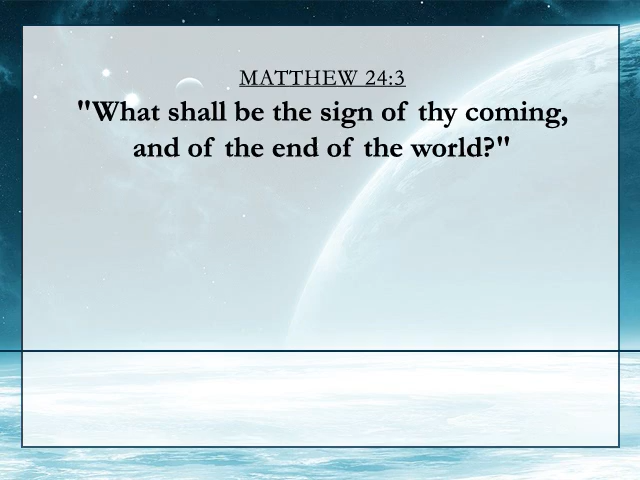 MATTHEW 24:3
"What shall be the sign of thy coming,
and of the end of the world?"